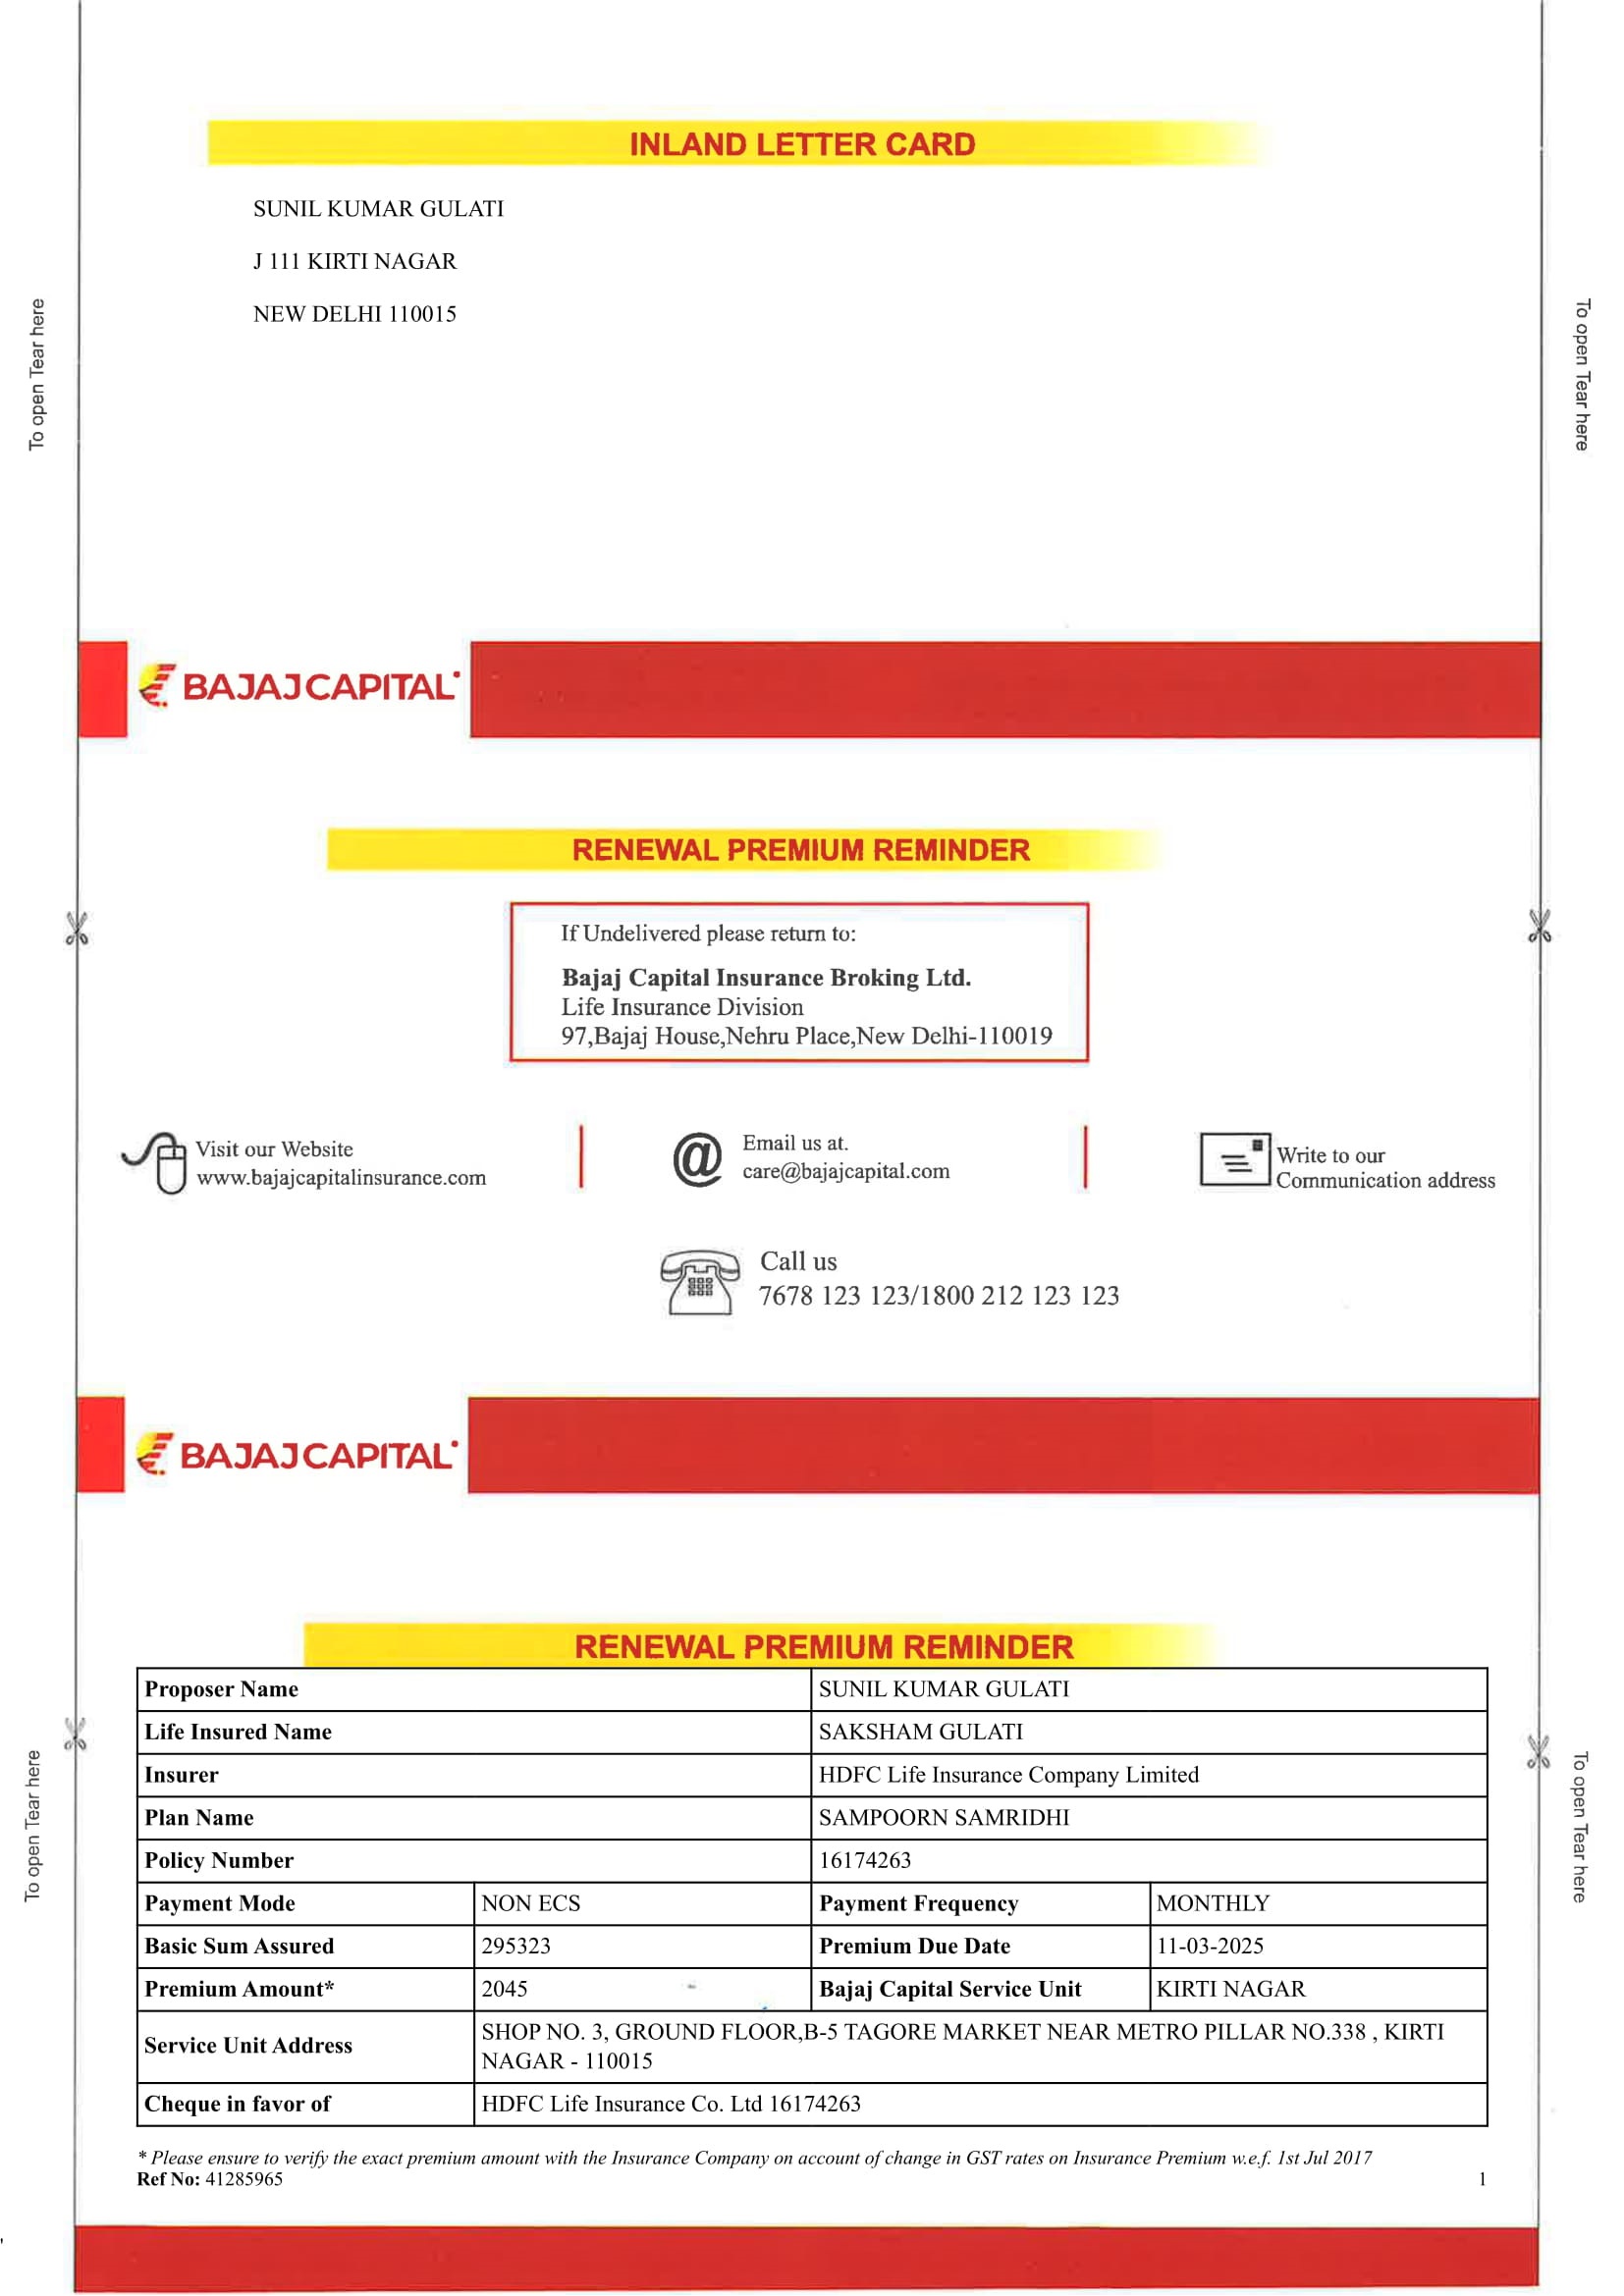 INLAND LETTER CARD
SUNIL KUMAR GULATI
J 111 KIRTI NAGAR
NEW DELHI 110015
To open Tear here
To open Tear here
BAJAJ CAPITAL
RENEWAL PREMIUM REMINDER
If Undelivered please return to:
Bajaj Capital Insurance Broking Ltd.
Life Insurance Division
97,Bajaj House,Nehru Place,New Delhi-110019
Visit our Website
www.bajajcapitalinsurance.com
@
Email us at.
care@bajajcapital.com
Write to our
Communication address
Call us
7678 123 123/1800 212 123 123
BAJAJ CAPITAL
RENEWAL PREMIUM REMINDER
Proposer Name SUNIL KUMAR GULATI
Life Insured Name SAKSHAM GULATI
Insurer HDFC Life Insurance Company Limited
Plan Name SAMPOORN SAMRIDHI
Policy Number 16174263
Payment Mode NON ECS Payment Frequency MONTHLY
Basic Sum Assured 295323 Premium Due Date 11-03-2025
Premium Amount* 2045 Bajaj Capital Service Unit KIRTI NAGAR
Service Unit Address SHOP NO. 3, GROUND FLOOR,B-5 TAGORE MARKET NEAR METRO PILLAR NO.338 , KIRTI
NAGAR - 110015
Cheque in favor of HDFC Life Insurance Co. Ltd 16174263
To open Tear here
To open Tear here
* Please ensure to verify the exact premium amount with the Insurance Company on account of change in GST rates on Insurance Premium w.e.f. 1st Jul 2017
Ref No: 41285965
1